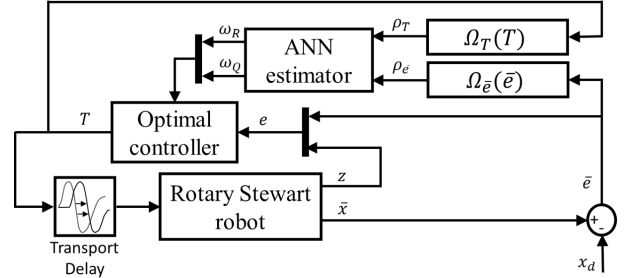 ω_R
ANN
estimator
ρ_T
Ω_T(T)
ω_Q
ρ_ē
Ω_ē(ē)
T
Optimal
controller
e
z
Rotary Stewart
robot
x̄
ē
+
-
Transport
Delay
x_d